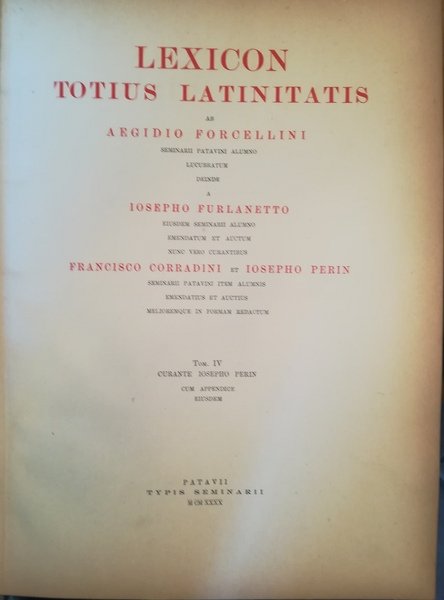 LEXICON
TOTIUS LATINITATIS
AB
AEGIDIO FORCELLINI
SEMINARII PATAVINI ALUMNO
LUCUBRATUM
DEINDE
A
IOSEPHO FURLANETTO
EIUSDEM SEMINARII ALUMNO
EMENDATUM ET AUCTUM
NUNC VERO CURANTIBUS
FRANCISCO CORRADINI ET IOSEPHO PERIN
SEMINARII PATAVINI ITEM ALUMNIS
EMENDATIUS ET AUCTIUS
MELIOREMQUE IN FORMAM REDACTUM
TOM. IV
CURANTE IOSEPHO PERIN
CUM APPENDICE
EIUSDEM
PATAVII
TYPIS SEMINARII
MCMXXXX